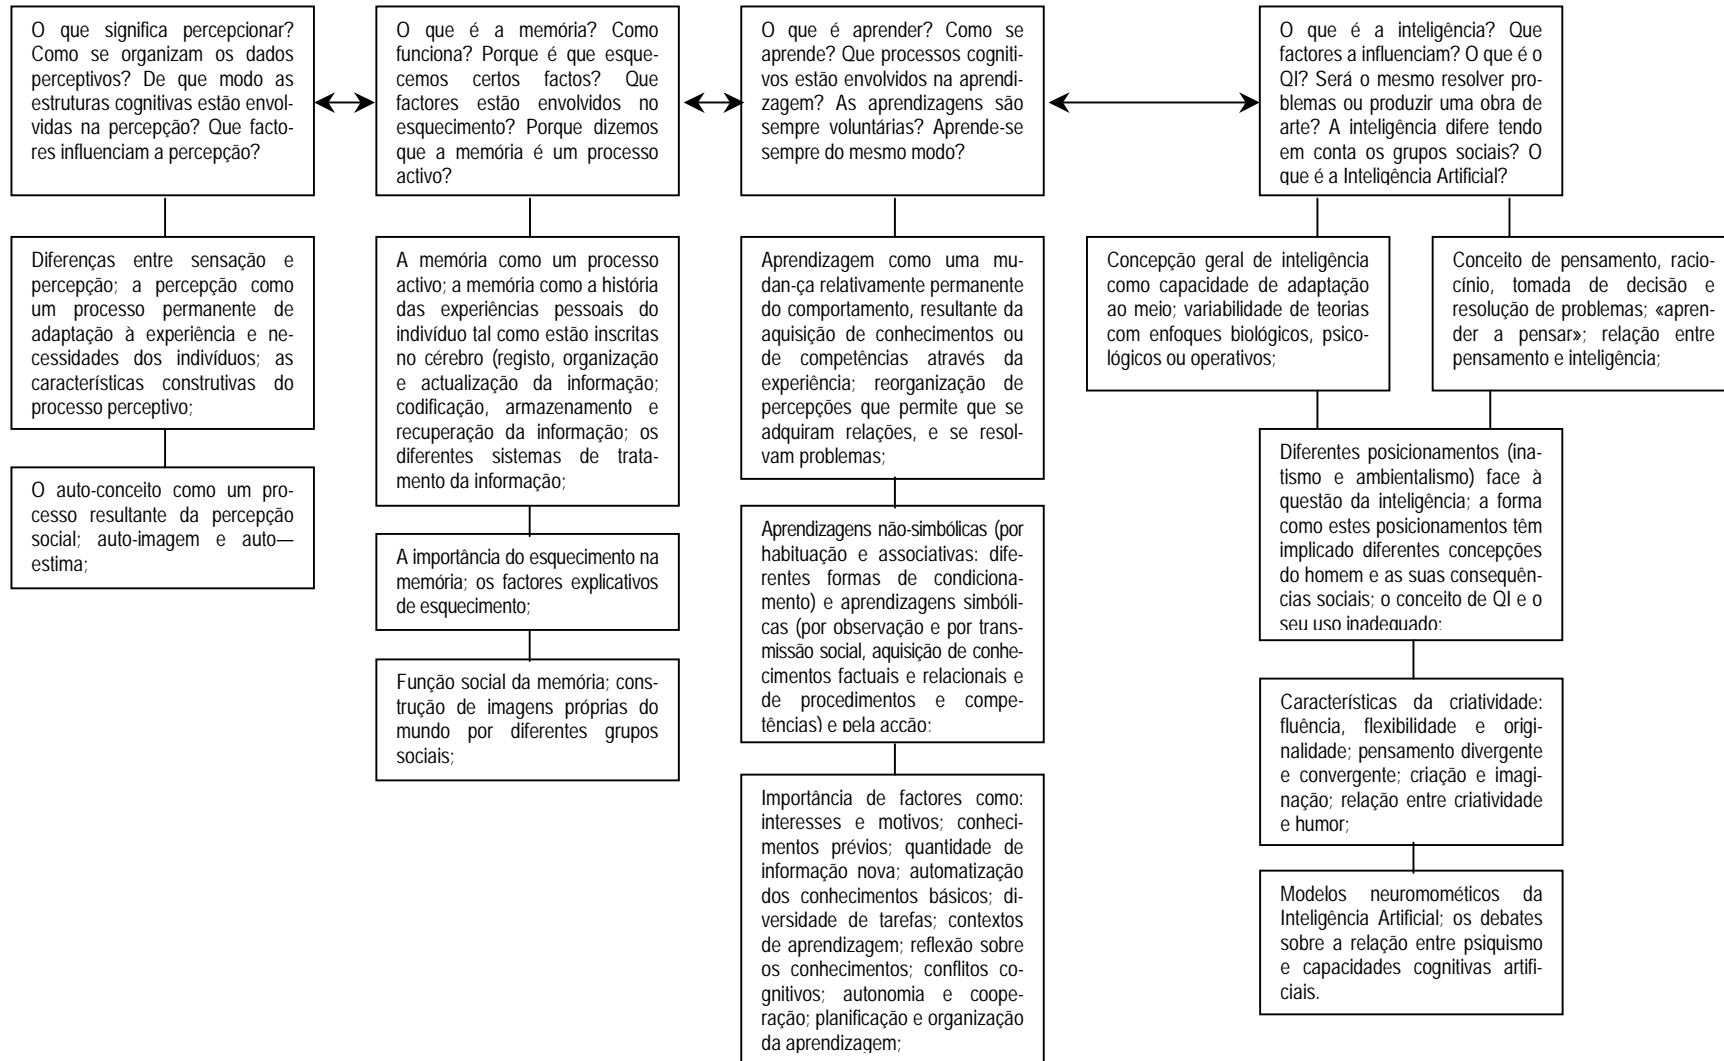 O que significa percepcionar?
Como se organizam os dados
perceptivos? De que modo as
estruturas cognitivas estão envol-
vidas na percepção? Que facto-
res influenciam a percepção?
O que é a memória? Como
funciona? Porque é que esque-
cemos certos factos? Que
factores estão envolvidos no
esquecimento? Porque dizemos
que a memória é um processo
activo?
O que é aprender? Como se
aprende? Que processos cogniti-
vos estão envolvidos na aprendi-
zagem? As aprendizagens são
sempre voluntárias? Aprende-se
sempre do mesmo modo?
O que é a inteligência? Que
factores a influenciam? O que é o
QI? Será o mesmo resolver pro-
blemas ou produzir uma obra de
arte? A inteligência difere tendo
em conta os grupos sociais? O
que é a Inteligência Artificial?
Diferenças entre sensação e
percepção; a percepção como
um processo permanente de
adaptação à experiência e ne-
cessidades dos indivíduos; as
características construtivas do
processo perceptivo;
O auto-conceito como um pro-
cesso resultante da percepção
social; auto-imagem e auto—
estima;
A memória como um processo
activo; a memória como a história
das experiências pessoais do
indivíduo tal como estão inscritas
no cérebro (registo, organização
e actualização da informação;
codificação, armazenamento e
recuperação da informação; os
diferentes sistemas de trata-
mento da informação;
A importância do esquecimento na
memória; os factores explicativos
de esquecimento;
Função social da memória; cons-
trução de imagens próprias do
mundo por diferentes grupos
sociais;
Aprendizagem como uma mu-
dan-ça relativamente permanente
do comportamento, resultante da
aquisição de conhecimentos ou
de competências através da
experiência; reorganização de
percepções que permite que se
adquiram relações, e se resol-
vam problemas;
Aprendizagens não-simbólicas (por
habituação e associativas: dife-
rentes formas de condiciona-
mento) e aprendizagens simbóli-
cas (por observação e por trans-
missão social, aquisição de conhe-
cimentos factuais e relacionais e
de procedimentos e compe-
tências) e pela acção;
Importância de factores como:
interesses e motivos; conheci-
mentos prévios; quantidade de
informação nova; automatização
dos conhecimentos básicos; di-
versidade de tarefas; contextos
de aprendizagem; reflexão sobre
os conhecimentos; conflitos co-
gnitivos; autonomia e coope-
ração; planificação e organização
da aprendizagem;
Concepção geral de inteligência
como capacidade de adaptação
ao meio; variabilidade de teorias
com enfoques biológicos, psico-
lógicos ou operativos;
Conceito de pensamento, racio-
cínio, tomada de decisão e
resolução de problemas; «apren-
der a pensar»; relação entre
pensamento e inteligência;
Diferentes posicionamentos (ina-
tismo e ambientalismo) face à
questão da inteligência; a forma
como estes posicionamentos têm
implicado diferentes concepções
do homem e as suas consequên-
cias sociais; o conceito de QI e o
seu uso inadequado;
Características da criatividade:
fluência, flexibilidade e origi-
nalidade; pensamento divergente
e convergente; criação e imagi-
nação; relação entre criatividade
e humor;
Modelos neuromométicos da
Inteligência Artificial; os debates
sobre a relação entre psiquismo
e capacidades cognitivas artifi-
ciais.